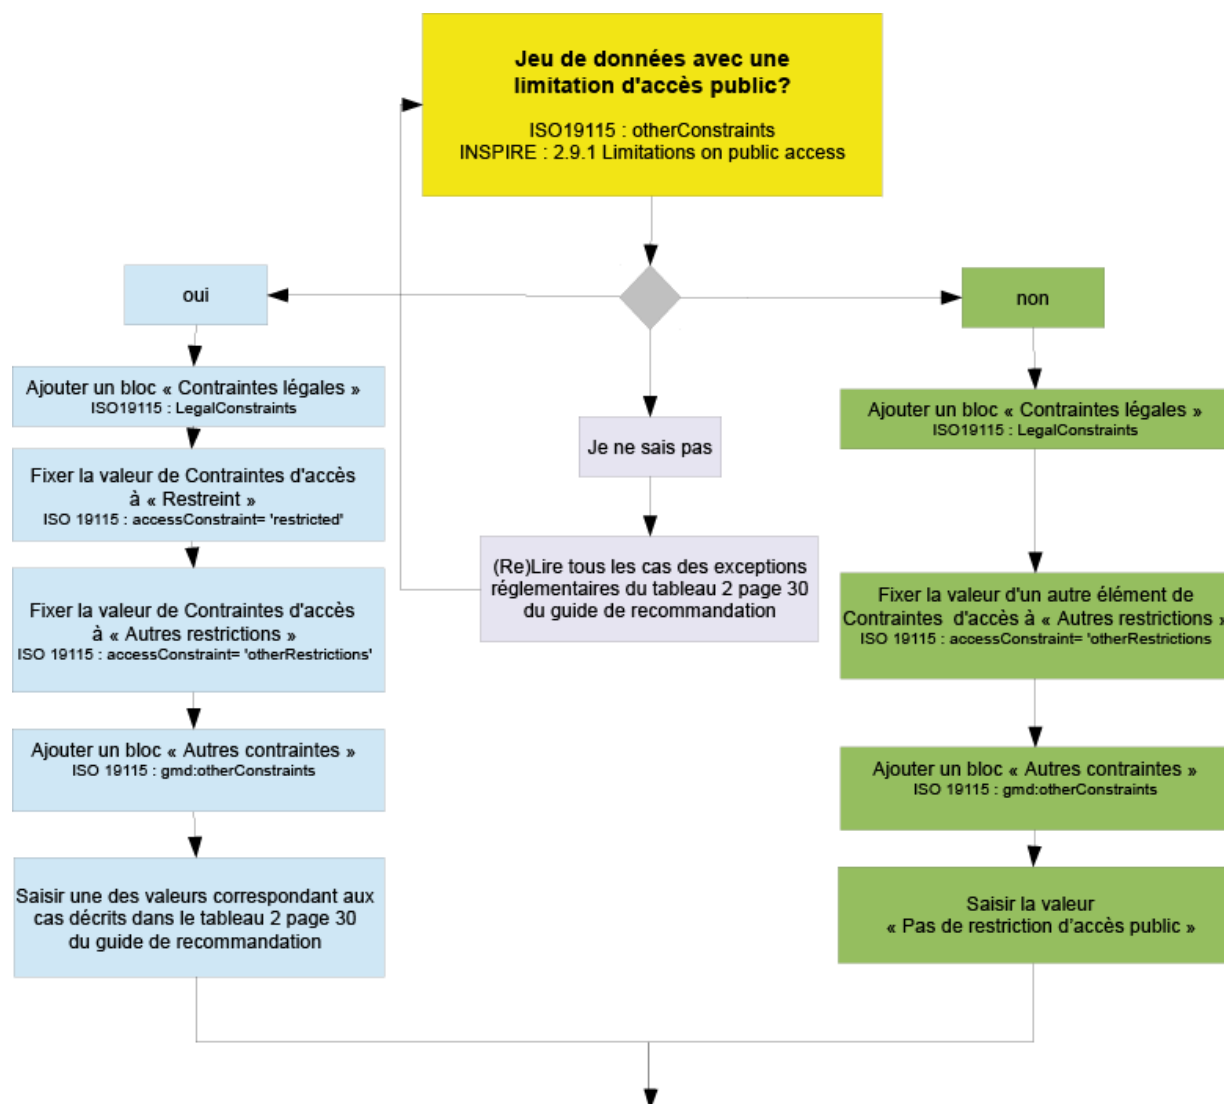 Jeu de données avec une
limitation d'accès public?
ISO19115 : otherConstraints
INSPIRE : 2.9.1 Limitations on public access
oui
non
Ajouter un bloc « Contraintes légales »
ISO19115 : LegalConstraints
Fixer la valeur de Contraintes d'accès
à « Restreint »
ISO 19115 : accessConstraint= 'restricted'
Fixer la valeur de Contraintes d'accès
à « Autres restrictions »
ISO 19115 : accessConstraint= 'otherRestrictions'
Ajouter un bloc « Autres contraintes »
ISO 19115 : gmd:otherConstraints
Saisir une des valeurs correspondant aux
cas décrits dans le tableau 2 page 30
du guide de recommandation
Je ne sais pas
(Re)Lire tous les cas des exceptions
réglementaires du tableau 2 page 30
du guide de recommandation
Ajouter un bloc « Contraintes légales »
ISO19115 : LegalConstraints
Fixer la valeur d'un autre élément de
Contraintes d'accès à « Autres restrictions »
ISO 19115 : accessConstraint= 'otherRestrictions
Ajouter un bloc « Autres contraintes »
ISO 19115 : gmd:otherConstraints
Saisir la valeur
« Pas de restriction d'accès public »